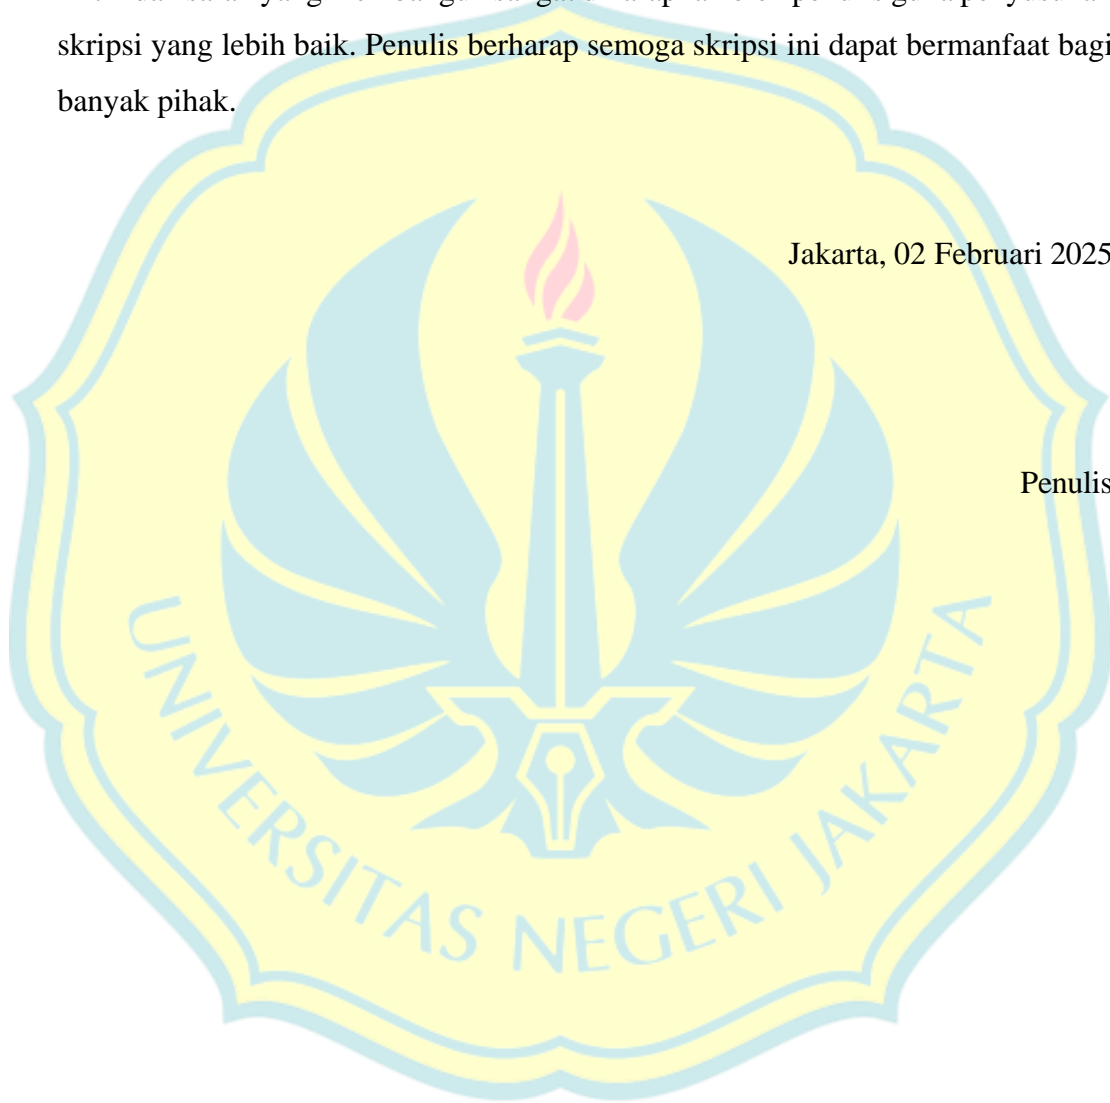 skripsi yang lebih baik. Penulis berharap semoga skripsi ini dapat bermanfaat bagi
banyak pihak.
Jakarta, 02 Februari 2025
Penulis
UNIVERSITAS NEGERI JAKARTA